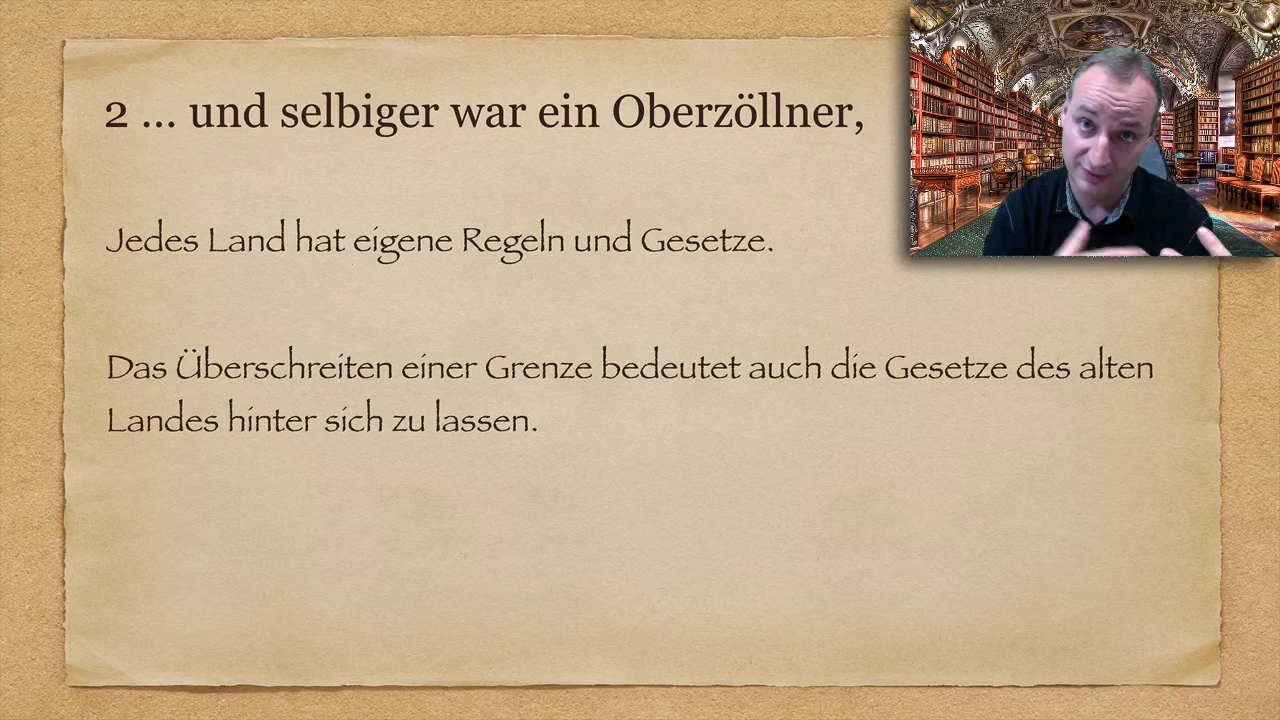 2 ... und selbiger war ein Oberzöllner,
Jedes Land hat eigene Regeln und Gesetze.
Das Überschreiten einer Grenze bedeutet auch die Gesetze des alten
Landes hinter sich zu lassen.